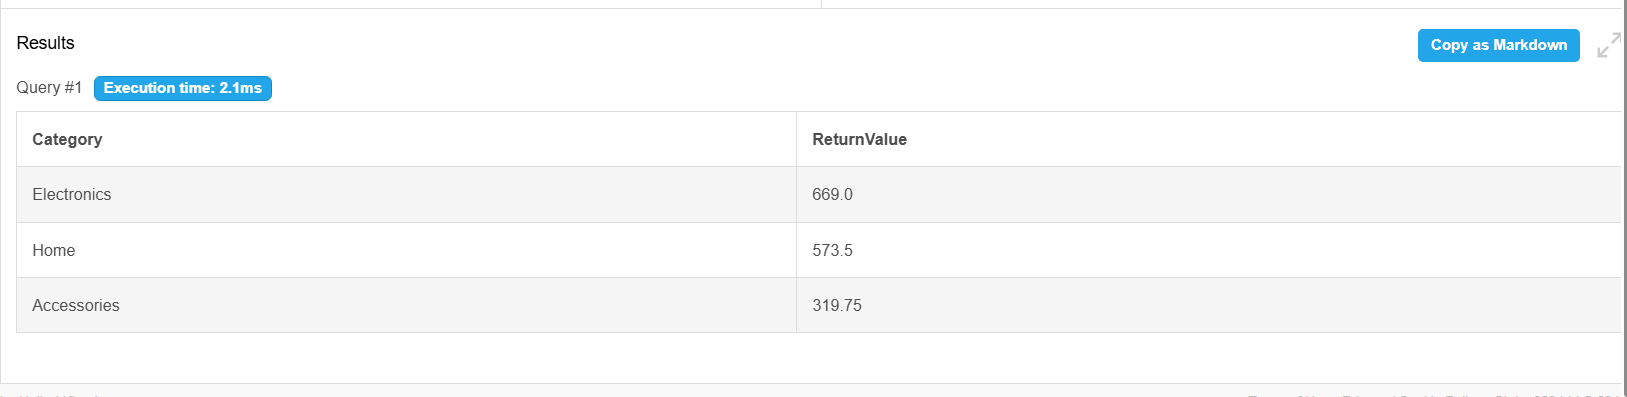 Results
Copy as Markdown
Query #1 Execution time: 2.1ms
Category ReturnValue
Electronics 669.0
Home 573.5
Accessories 319.75